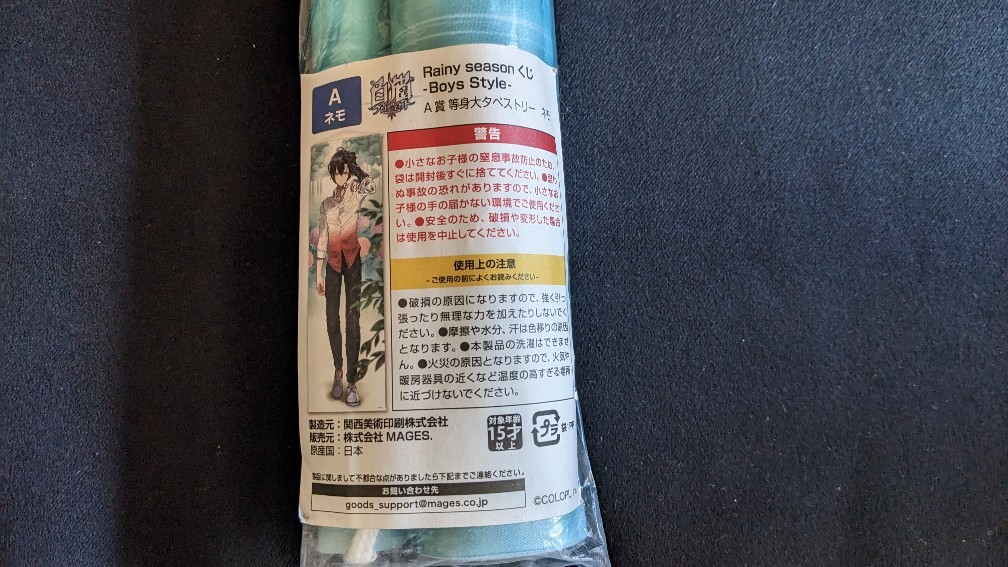 A
ネモ
Rainy season くじ
-Boys Style-
A賞 等身大タペストリー ネモ
警告
●小さなお子様の窒息事故防止のため、
袋は開封後すぐに捨ててください。●思わ
ぬ事故の恐れがありますので、小さなお
子様の手の届かない環境でご使用くださ
い。●安全のため、破損や変形した場合
は使用を中止してください。
使用上の注意
-ご使用の前によくお読みください-
●破損の原因になりますので、強く引っ
張ったり無理な力を加えたりしないでく
ださい。●摩擦や水分、汗は色移りの原因
となります。●本製品の洗濯はできませ
ん。●火災の原因となりますので、火気や
暖房器具の近くなど温度の高すぎる場所
に近づけないでください。
製造元：関西美術印刷株式会社
販売元：株式会社 MAGES.
原産国：日本
対象年齢
15才
以上
プラ
袋:PP
製品に関しまして不都合な点がありましたら下記までご連絡ください。
お問い合わせ先
goods_support@mages.co.jp